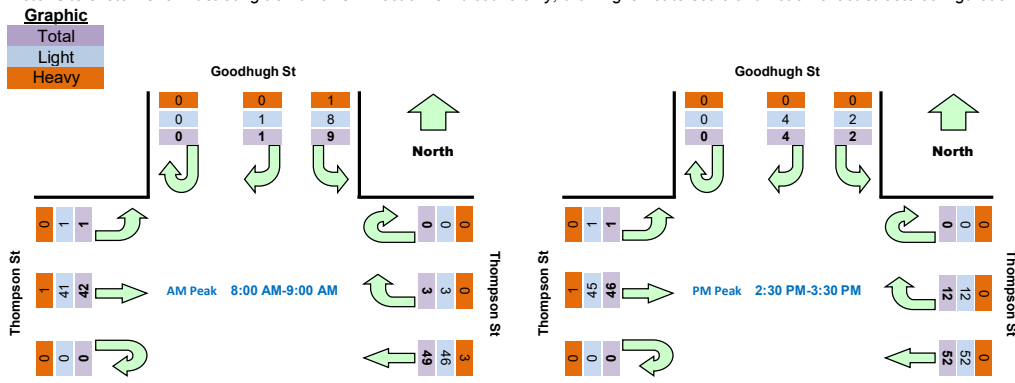 Graphic
Total
Light
Heavy
Goodhugh St
0 0 1
0 1 8
0 1 9
North
Thompson St
0 1 1
1 41 42
0 0 0
AM Peak 8:00 AM-9:00 AM
0 0 0
3 3 0
49 46 3
Thompson St
Goodhugh St
0 0 0
0 4 2
0 4 2
North
Thompson St
0 1 1
1 45 46
0 0 0
PM Peak 2:30 PM-3:30 PM
0 0 0
12 12 0
52 52 0
Thompson St